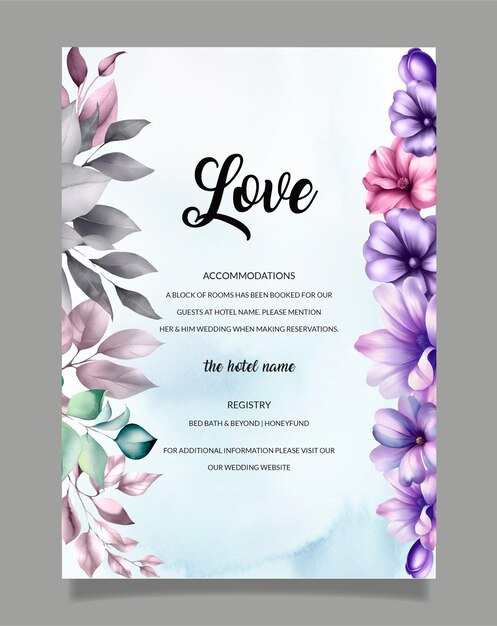 Love
ACCOMMODATIONS
A BLOCK OF ROOMS HAS BEEN BOOKED FOR OUR
GUESTS AT HOTEL NAME. PLEASE MENTION
HER & HIM WEDDING WHEN MAKING RESERVATIONS.
the hotel name
REGISTRY
BED BATH & BEYOND | HONEYFUND
FOR ADDITIONAL INFORMATION PLEASE VISIT OUR
OUR WEDDING WEBSITE